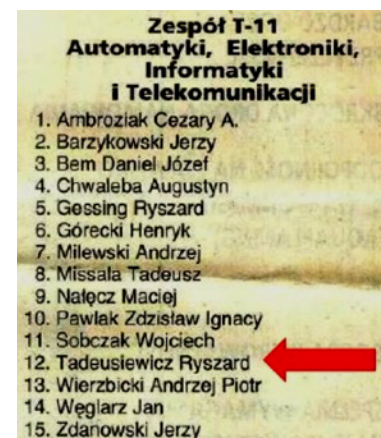 Zespół T-11
Automatyki, Elektroniki,
Informatyki
i Telekomunikacji
1. Ambroziak Cezary A.
2. Barzykowski Jerzy
3. Bem Daniel Józef
4. Chwaleba Augustyn
5. Gessing Ryszard
6. Górecki Henryk
7. Milewski Andrzej
8. Missala Tadeusz
9. Nałęcz Maciej
10. Pawlak Zdzisław Ignacy
11. Sobczak Wojciech
12. Tadeusiewicz Ryszard
13. Wierzbicki Andrzej Piotr
14. Węglarz Jan
15. Zdanowski Jerzy